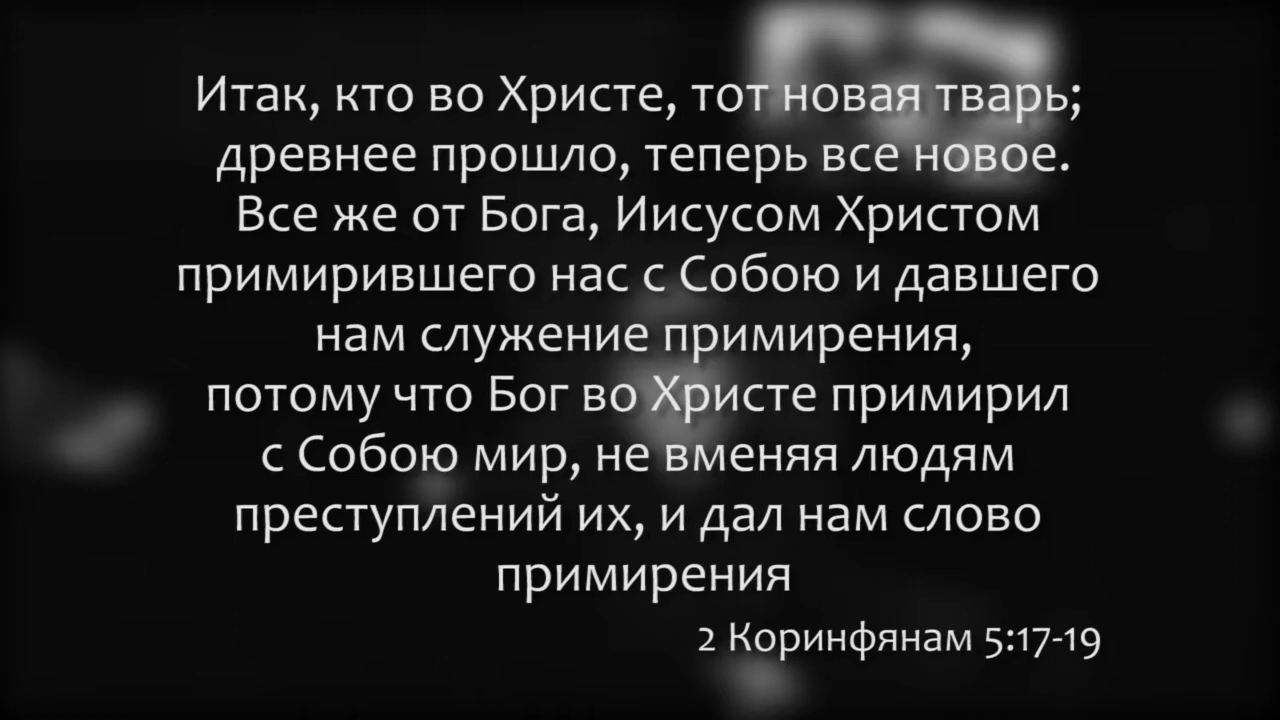 Итак, кто во Христе, тот новая тварь;
древнее прошло, теперь все новое.
Все же от Бога, Иисусом Христом
примирившего нас с Собою и давшего
нам служение примирения,
потому что Бог во Христе примирил
с Собою мир, не вменяя людям
преступлений их, и дал нам слово
примирения
2 Коринфянам 5:17-19